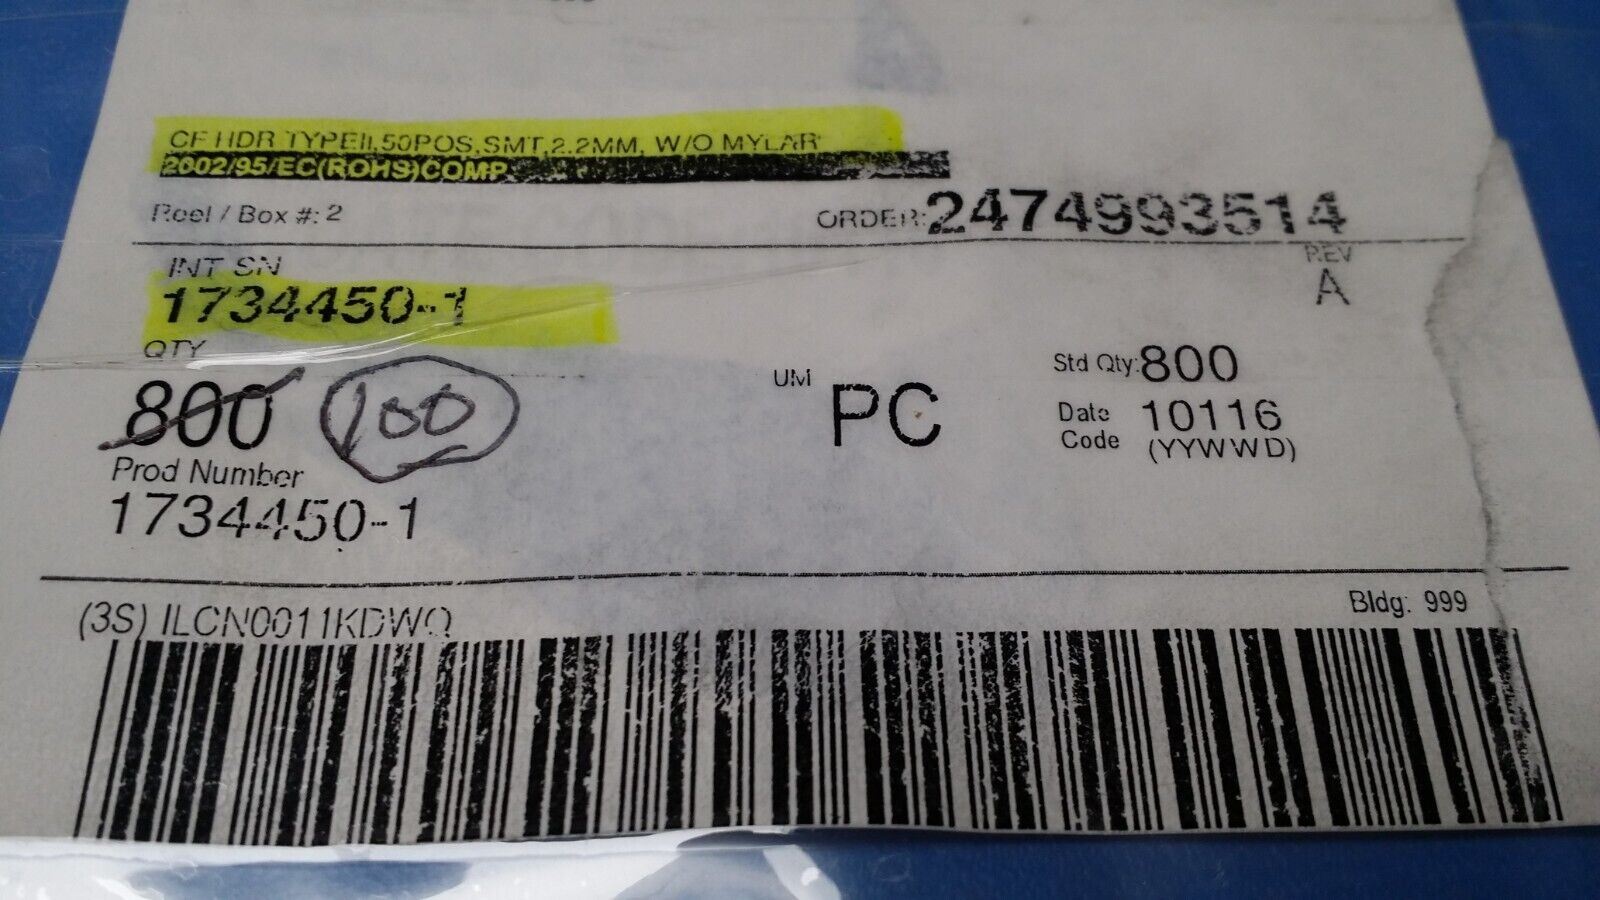 CF HDR TYPEII,50POS,SMT,2.2MM, W/O MYLAR
2002/95/EC(ROHS)COMP
Reel / Box #: 2 ORDER: 2474993514
INT SN REV
1734450-1 A
QTY
800 100 UM PC Std Qty: 800
Date Code 10116
(YYWWD)
Prod Number
1734450-1
(3S) ILCN0011KDWQ Bldg: 999